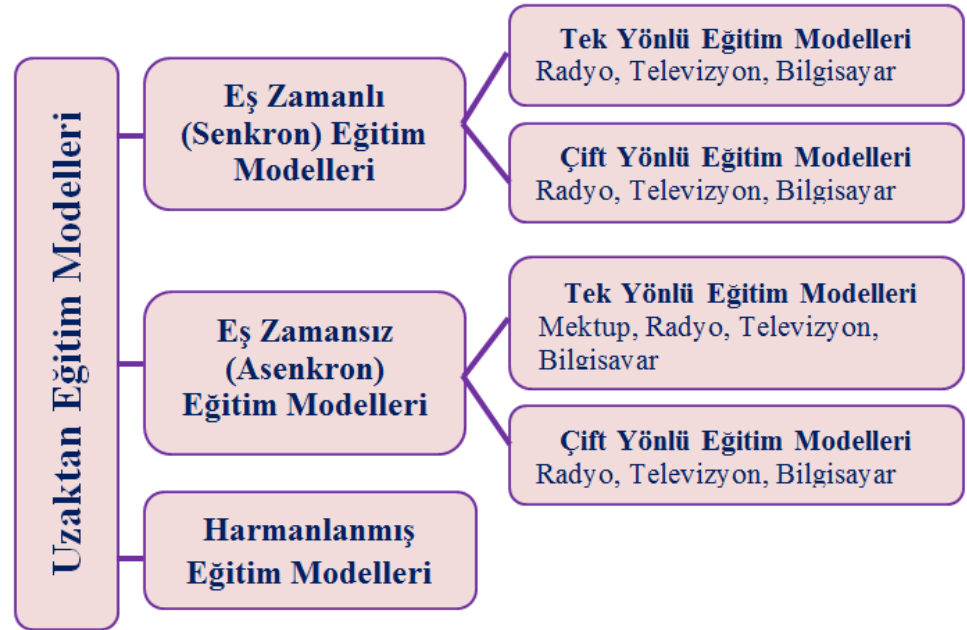 Uzaktan Eğitim Modelleri
Eş Zamanlı
(Senkron) Eğitim
Modelleri
Tek Yönlü Eğitim Modelleri
Radyo, Televizyon, Bilgisayar
Çift Yönlü Eğitim Modelleri
Radyo, Televizyon, Bilgisayar
Eş Zamansız
(Asenkron)
Eğitim Modelleri
Tek Yönlü Eğitim Modelleri
Mektup, Radyo, Televizyon,
Bilgisayar
Çift Yönlü Eğitim Modelleri
Radyo, Televizyon, Bilgisayar
Harmanlanmış
Eğitim Modelleri